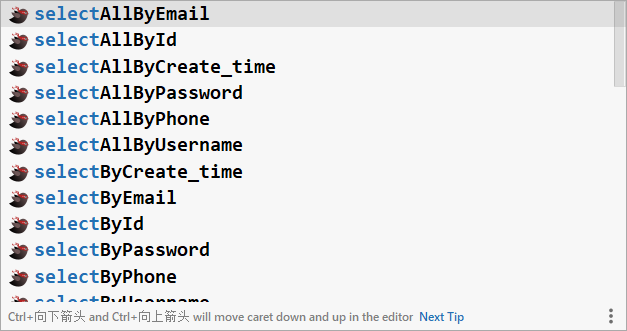 selectAllByEmail
selectAllById
selectAllByCreate_time
selectAllByPassword
selectAllByPhone
selectAllByUsername
selectByCreate_time
selectByEmail
selectById
selectByPassword
selectByPhone
selectByUsername
Ctrl+向下箭头 and Ctrl+向上箭头 will move caret down and up in the editor Next Tip